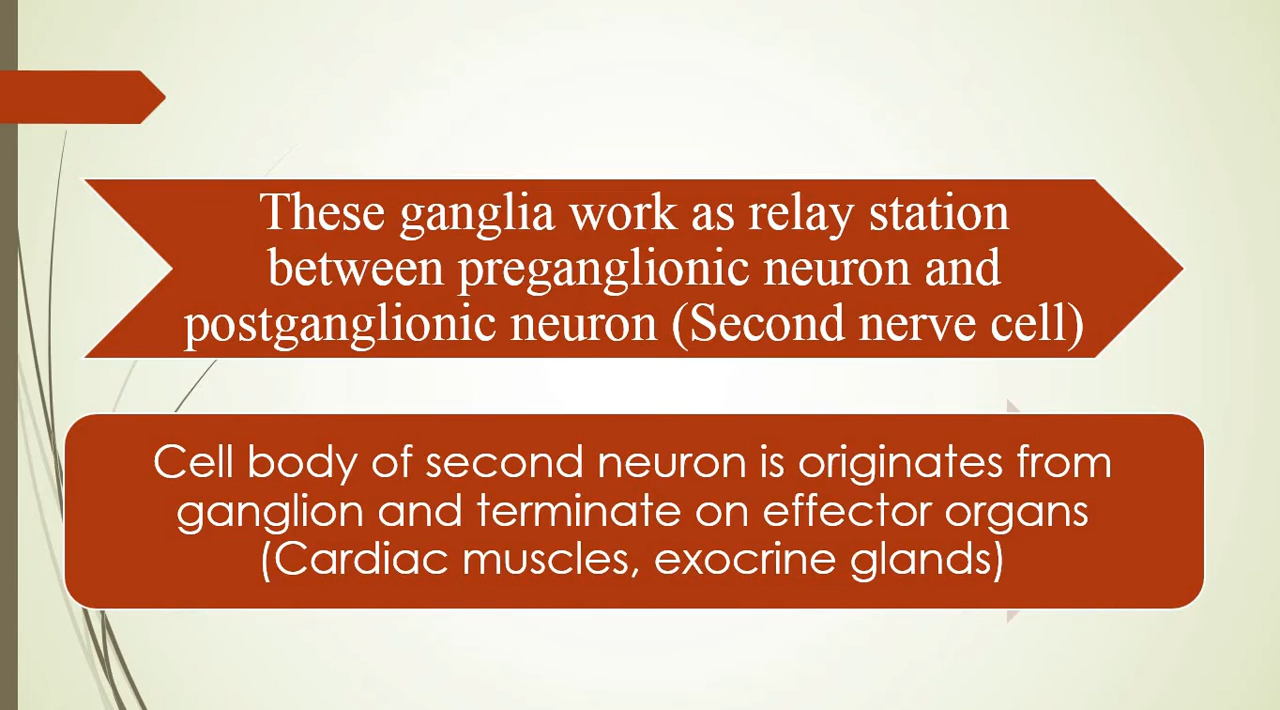 These ganglia work as relay station
between preganglionic neuron and
postganglionic neuron (Second nerve cell)
Cell body of second neuron is originates from
ganglion and terminate on effector organs
(Cardiac muscles, exocrine glands)